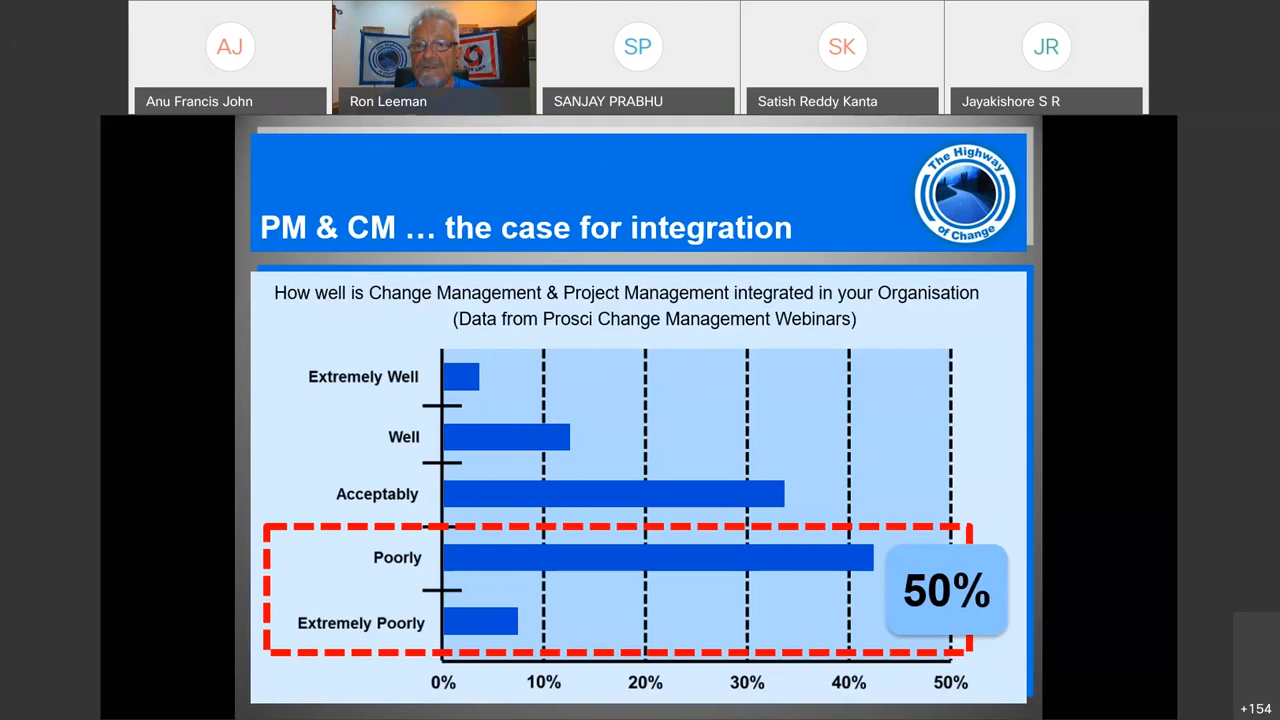 AJ
SP
SK
JR
Anu Francis John
Ron Leeman
SANJAY PRABHU
Satish Reddy Kanta
Jayakishore S R
The Highway
of Change
PM & CM … the case for integration
How well is Change Management & Project Management integrated in your Organisation
(Data from Prosci Change Management Webinars)
Extremely Well
Well
Acceptably
Poorly
50%
Extremely Poorly
0% 10% 20% 30% 40% 50%
+154